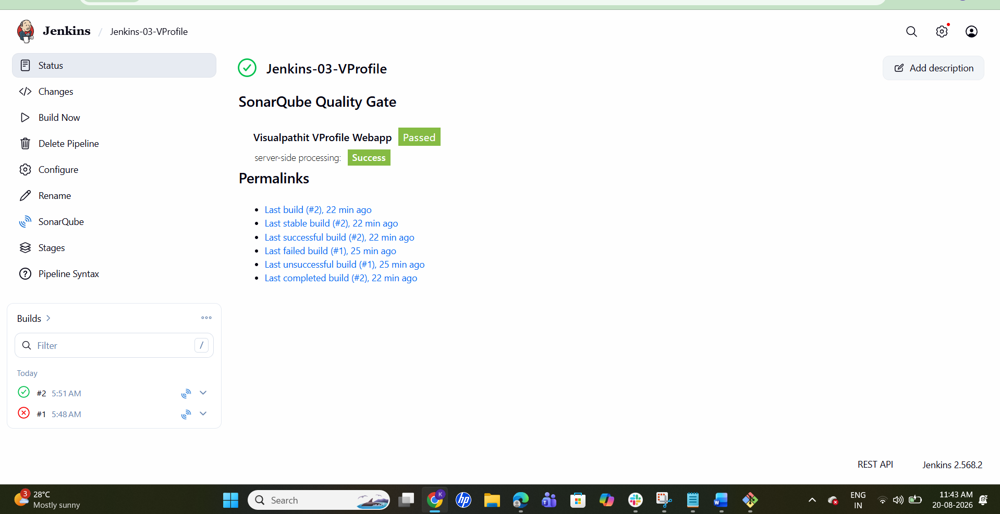 Jenkins / Jenkins-03-VProfile
Status
Changes
Build Now
Delete Pipeline
Configure
Rename
SonarQube
Stages
Pipeline Syntax
Builds
Filter /
Today
#2 5:51 AM
#1 5:48 AM
Jenkins-03-VProfile
Add description
SonarQube Quality Gate
Visualpathit VProfile Webapp Passed
server-side processing: Success
Permalinks
Last build (#2), 22 min ago
Last stable build (#2), 22 min ago
Last successful build (#2), 22 min ago
Last failed build (#1), 25 min ago
Last unsuccessful build (#1), 25 min ago
Last completed build (#2), 22 min ago
REST API Jenkins 2.568.2
3
28°C
Mostly sunny
Search
K
hp
T
W
ENG
IN
11:43 AM
20-08-2026